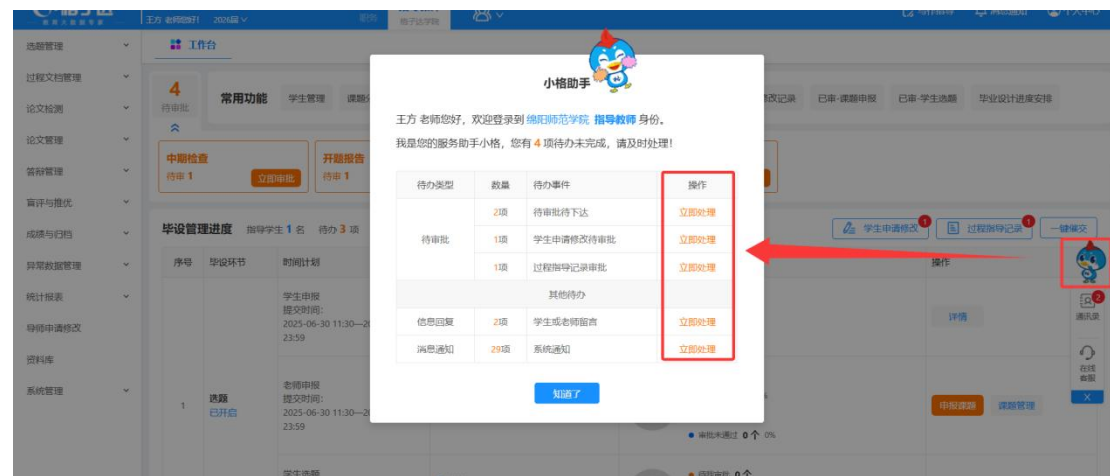 王方 老师您好! 2026届
格子达学院
个人中心
选题管理
过程文档管理
论文检测
论文管理
答辩管理
盲评与推优
成绩与归档
异常数据管理
统计报表
导师申请修改
资料库
系统管理
工作台
4
待审批
常用功能
学生管理
已审-课题申报
已审-学生选题
毕业设计进度安排
中期检查
待审 1
立即审批
开题报告
待审 1
毕设管理进度 指导学生 1 名 待办 3 项
学生申请修改 1
过程指导记录 1
一键催交
序号 毕设环节 时间计划 操作
学生申报
提交时间:
2025-06-30 11:30—20
23:59
详情
1
选题
已开启
老师申报
提交时间:
2025-06-30 11:30—20
23:59
申报课题 课题管理
审批未通过 0个 0%
学生选题
小格助手
王方 老师您好，欢迎登录到 绵阳师范学院 指导教师 身份。
我是您的服务助手小格，您有 4 项待办未完成，请及时处理！
待办类型 数量 待办事件 操作
待审批
2项 待审批待下达 立即处理
1项 学生申请修改待审批 立即处理
1项 过程指导记录审批 立即处理
其他待办
信息回复 2项 学生或老师留言 立即处理
消息通知 29项 系统通知 立即处理
知道了
2
通讯录
在线
客服
X